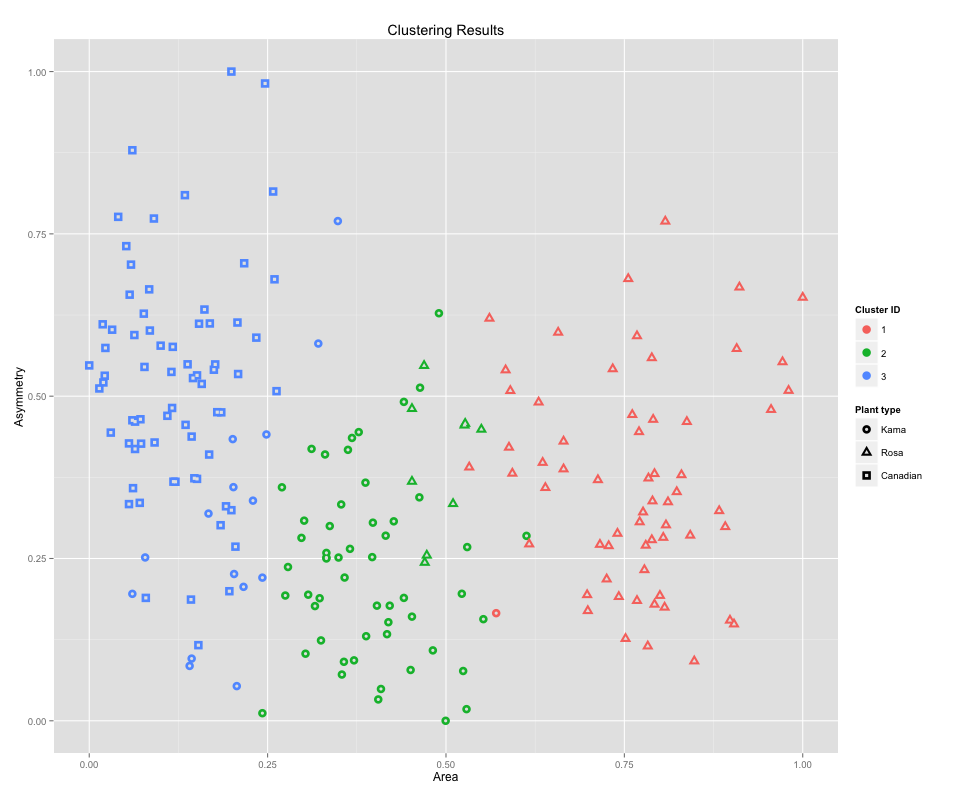 Clustering Results
Asymmetry
1.00
0.75
0.50
0.25
0.00
0.00
0.25
0.50
0.75
1.00
Area
Cluster ID
1
2
3
Plant type
Kama
Rosa
Canadian